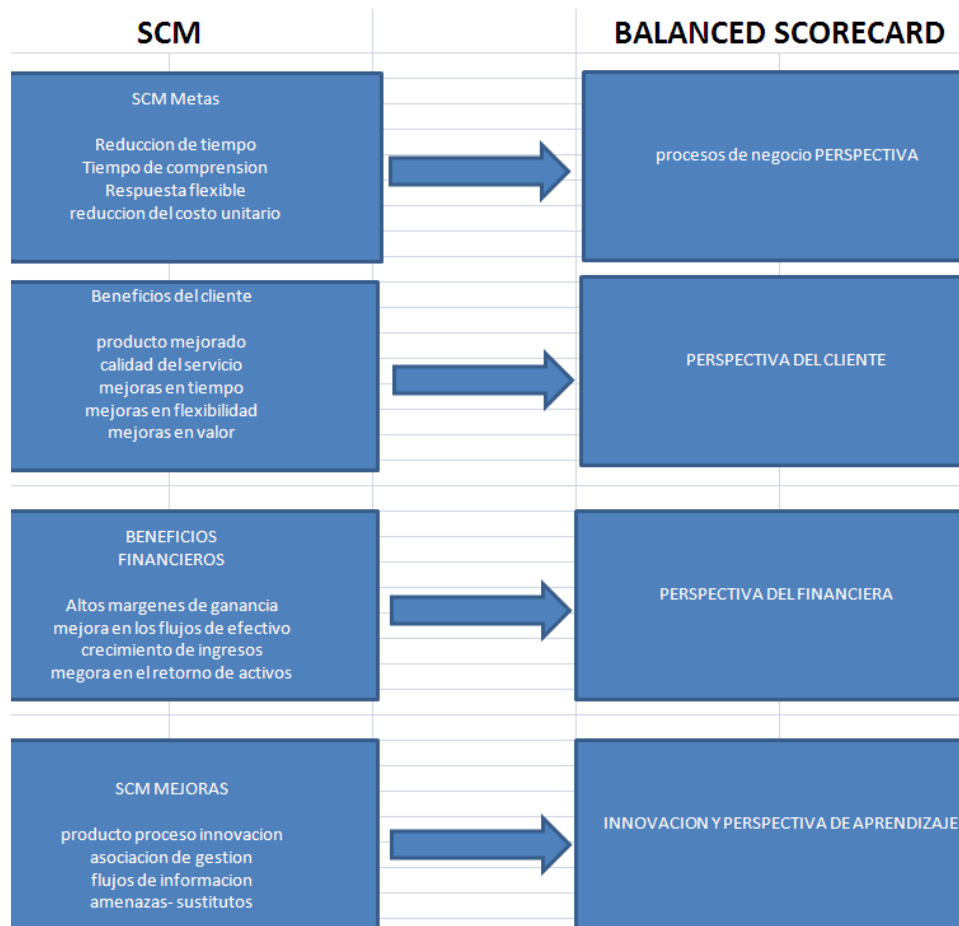 SCM
BALANCED SCORECARD
SCM Metas
Reduccion de tiempo
Tiempo de comprension
Respuesta flexible
reduccion del costo unitario
procesos de negocio PERSPECTIVA
Beneficios del cliente
producto mejorado
calidad del servicio
mejoras en tiempo
mejoras en flexibilidad
mejoras en valor
PERSPECTIVA DEL CLIENTE
BENEFICIOS
FINANCIEROS
Altos margenes de ganancia
mejora en los flujos de efectivo
crecimiento de ingresos
megora en el retorno de activos
PERSPECTIVA DEL FINANCIERA
SCM MEJORAS
producto proceso innovacion
asociacion de gestion
flujos de informacion
amenazas- sustitutos
INNOVACION Y PERSPECTIVA DE APRENDIZAJE